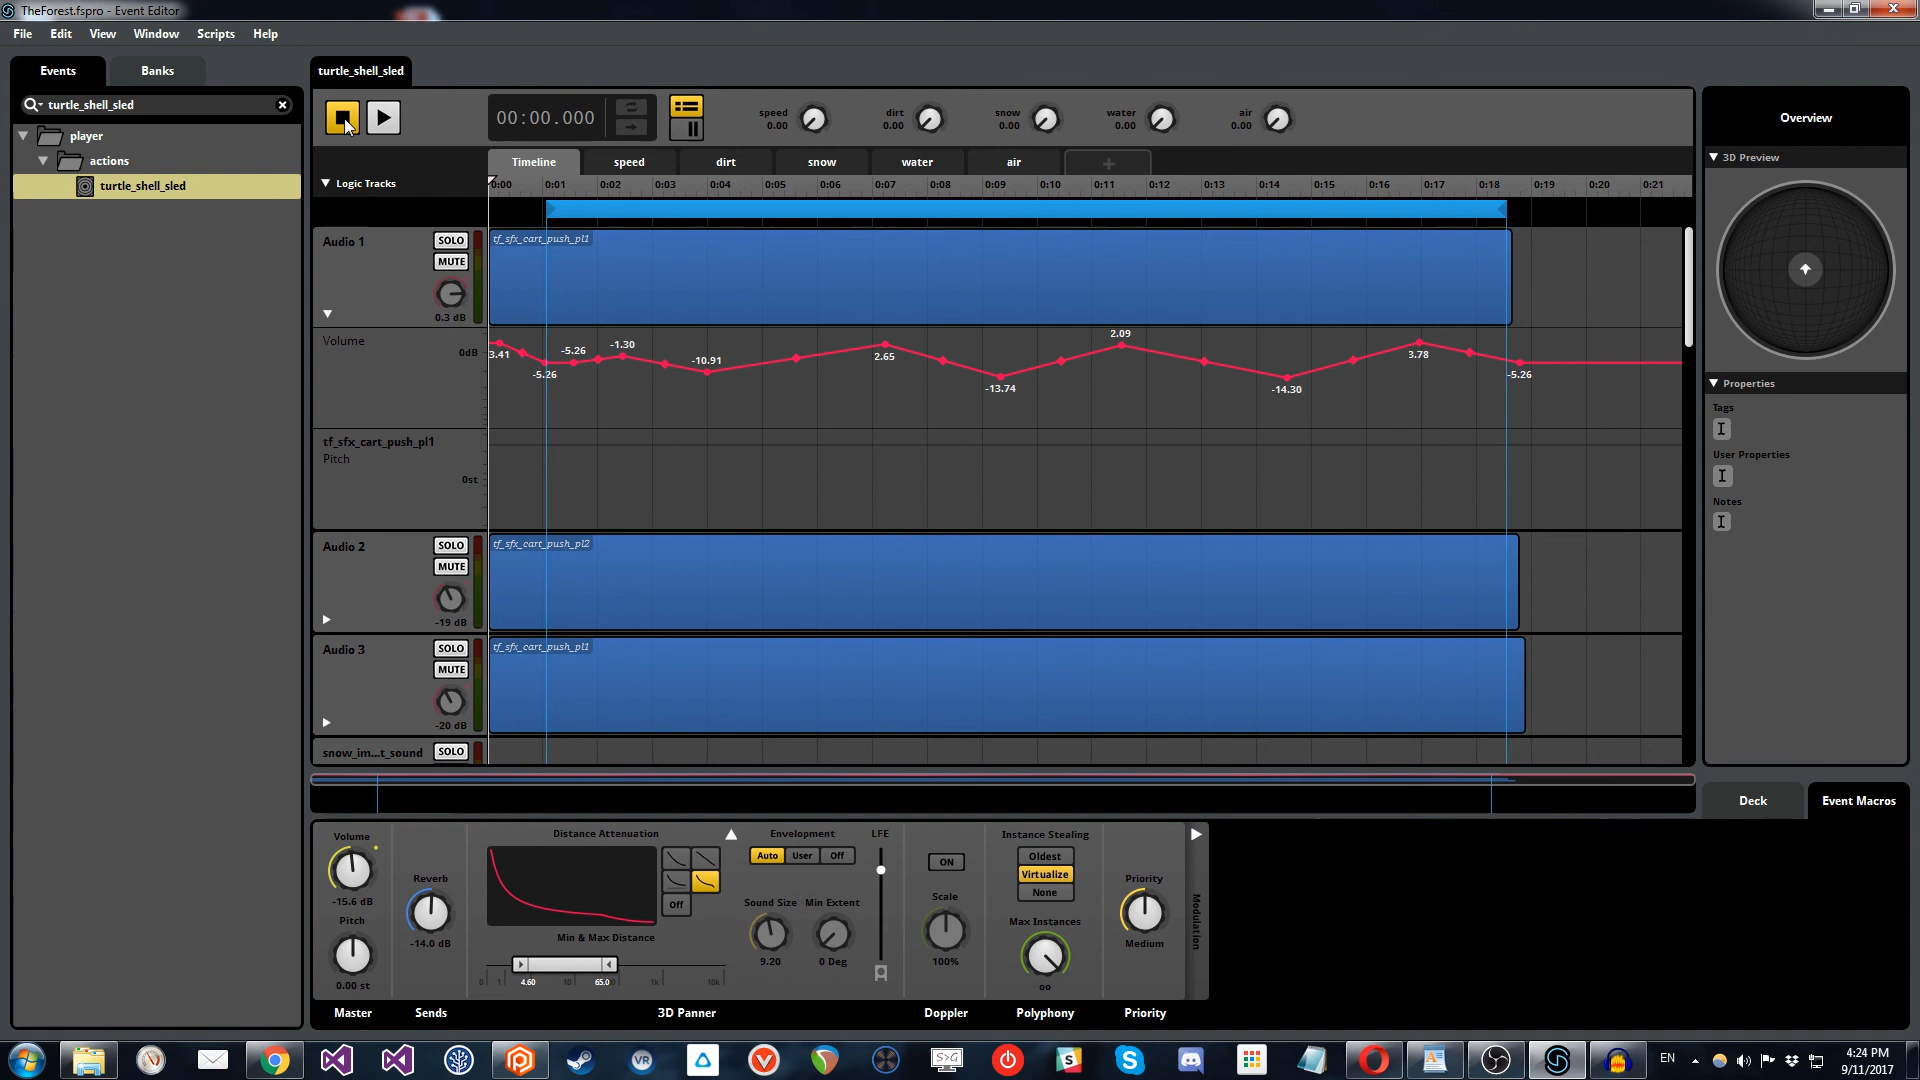 TheForest.fspro - Event Editor
File Edit View Window Scripts Help
Events Banks
turtle_shell_sled
player
actions
turtle_shell_sled
turtle_shell_sled
00:00.000
speed 0.00
dirt 0.00
snow 0.00
water 0.00
air 0.00
Timeline speed dirt snow water air +
Logic Tracks
0:00 0:01 0:02 0:03 0:04 0:05 0:06 0:07 0:08 0:09 0:10 0:11 0:12 0:13 0:14 0:15 0:16 0:17 0:18 0:19 0:20 0:21
Audio 1
SOLO
MUTE
0.3 dB
tf_sfx_cart_push_pl1
Volume
0dB
3.41 -5.26 -5.26 -1.30 -10.91 2.65 -13.74 2.09 -14.30 3.78 -5.26
tf_sfx_cart_push_pl1
Pitch
0st
Audio 2
SOLO
MUTE
-19 dB
tf_sfx_cart_push_pl2
Audio 3
SOLO
MUTE
-20 dB
tf_sfx_cart_push_pl1
snow_im...t_sound
SOLO
Overview
3D Preview
Properties
Tags
User Properties
Notes
Deck Event Macros
Volume
-15.6 dB
Pitch
0.00 st
Master
Reverb
-14.0 dB
Sends
Distance Attenuation
Off
Min & Max Distance
0 1 4.60 10 65.0 1k 10k
Envelopment
Auto User Off
Sound Size
9.20
Min Extent
0 Deg
LFE
3D Panner
ON
Scale
100%
Doppler
Instance Stealing
Oldest
Virtualize
None
Max Instances
oo
Polyphony
Priority
Medium
Priority
Modulation
VR
S>G
S
EN
4:24 PM
9/11/2017